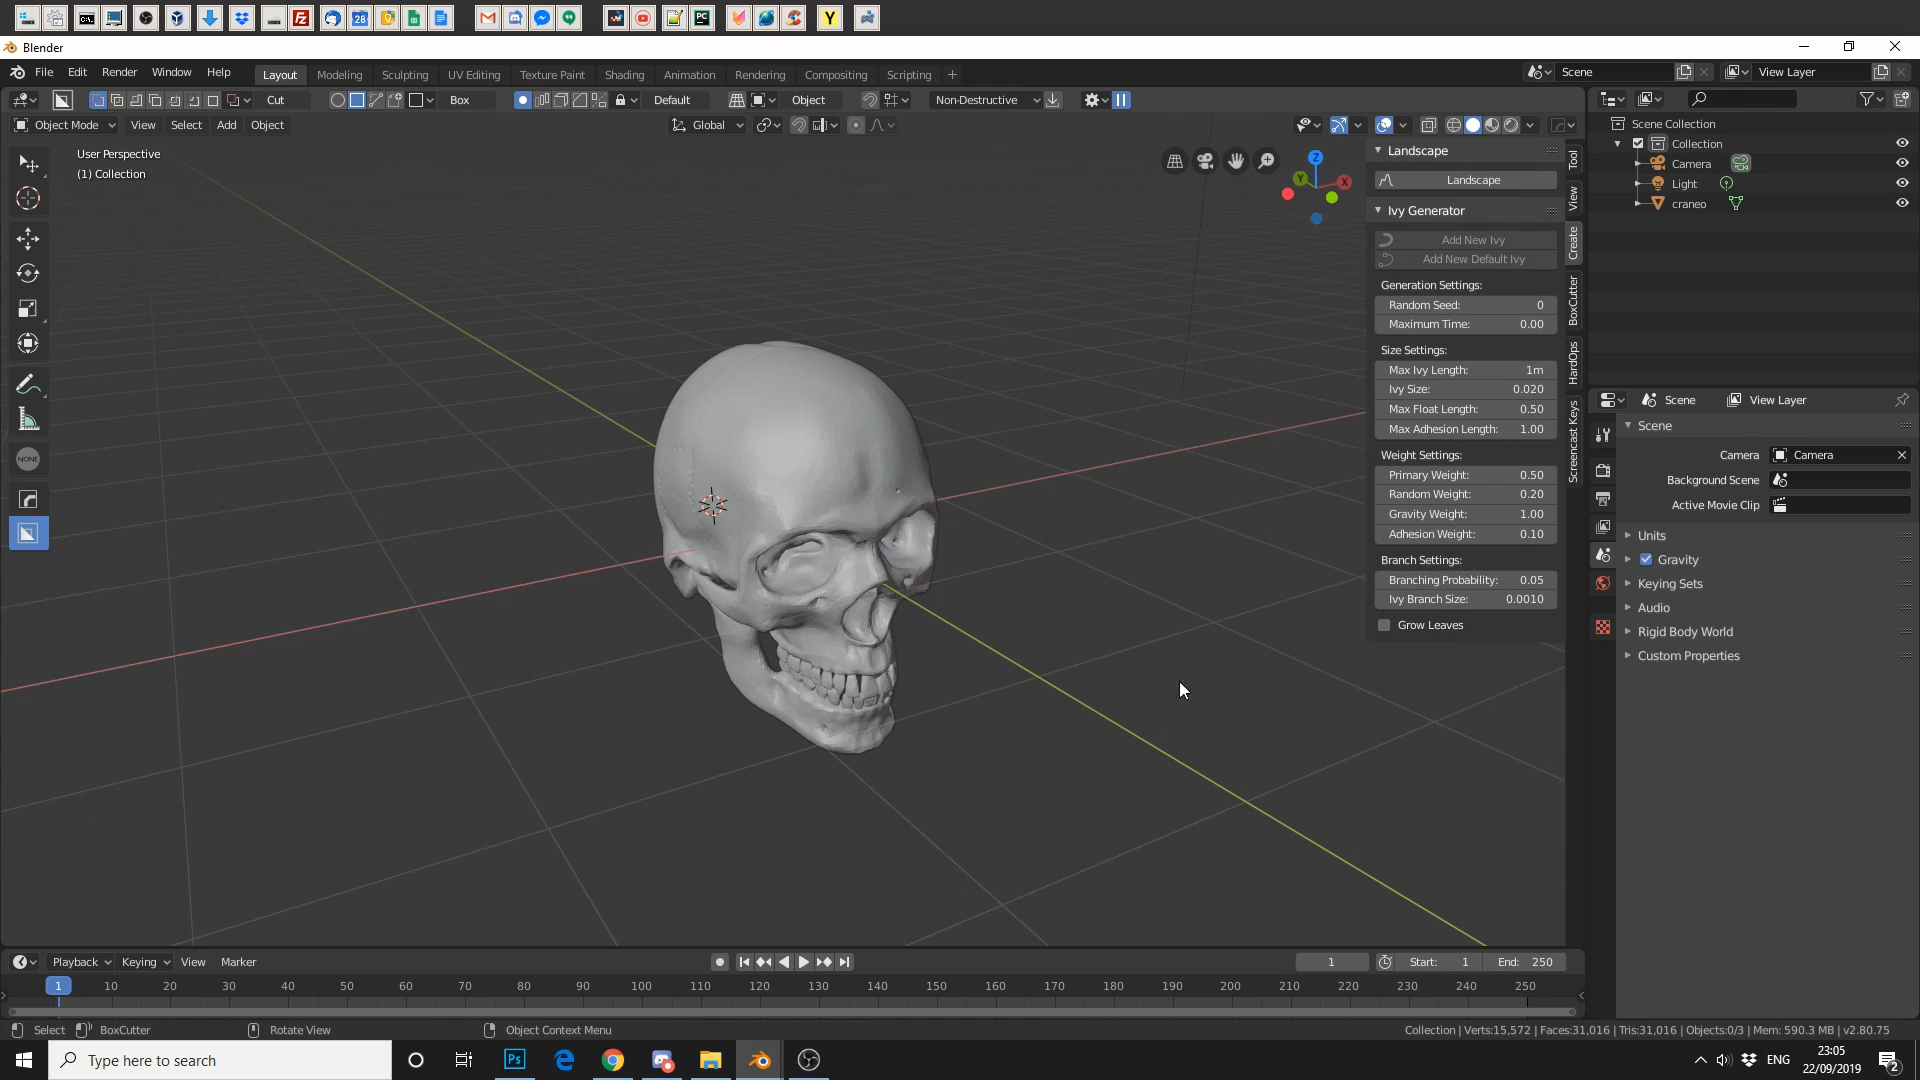 Blender
File Edit Render Window Help Layout Modeling Sculpting UV Editing Texture Paint Shading Animation Rendering Compositing Scripting + Scene View Layer
Cut Box Default Object Non-Destructive
Object Mode View Select Add Object Global
User Perspective
(1) Collection
Landscape
Landscape
Ivy Generator
Add New Ivy
Add New Default Ivy
Generation Settings:
Random Seed: 0
Maximum Time: 0.00
Size Settings:
Max Ivy Length: 1m
Ivy Size: 0.020
Max Float Length: 0.50
Max Adhesion Length: 1.00
Weight Settings:
Primary Weight: 0.50
Random Weight: 0.20
Gravity Weight: 1.00
Adhesion Weight: 0.10
Branch Settings:
Branching Probability: 0.05
Ivy Branch Size: 0.0010
Grow Leaves
Tool
View
Create
BoxCutter
HardOps
Screencast Keys
NONE
Z
Y
X
Scene Collection
Collection
Camera
Light
craneo
Scene View Layer
Scene
Camera Camera
Background Scene
Active Movie Clip
Units
Gravity
Keying Sets
Audio
Rigid Body World
Custom Properties
Playback Keying View Marker 1 Start: 1 End: 250
1 10 20 30 40 50 60 70 80 90 100 110 120 130 140 150 160 170 180 190 200 210 220 230 240 250
Select BoxCutter Rotate View Object Context Menu Collection | Verts:15,572 | Faces:31,016 | Tris:31,016 | Objects:0/3 | Mem: 590.3 MB | v2.80.75
Type here to search Ps ENG 23:05
22/09/2019 2